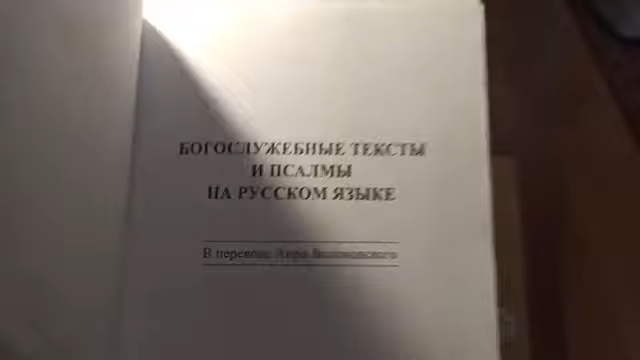 БОГОСЛУЖЕБНЫЕ ТЕКСТЫ
И ПСАЛМЫ
НА РУССКОМ ЯЗЫКЕ
В переводе